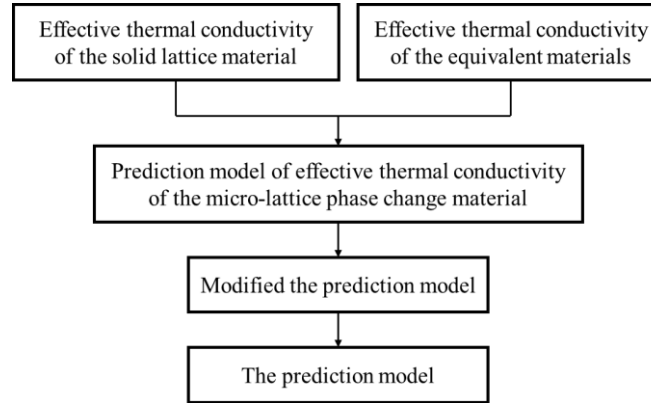 Effective thermal conductivity
of the solid lattice material
Effective thermal conductivity
of the equivalent materials
Prediction model of effective thermal conductivity
of the micro-lattice phase change material
Modified the prediction model
The prediction model